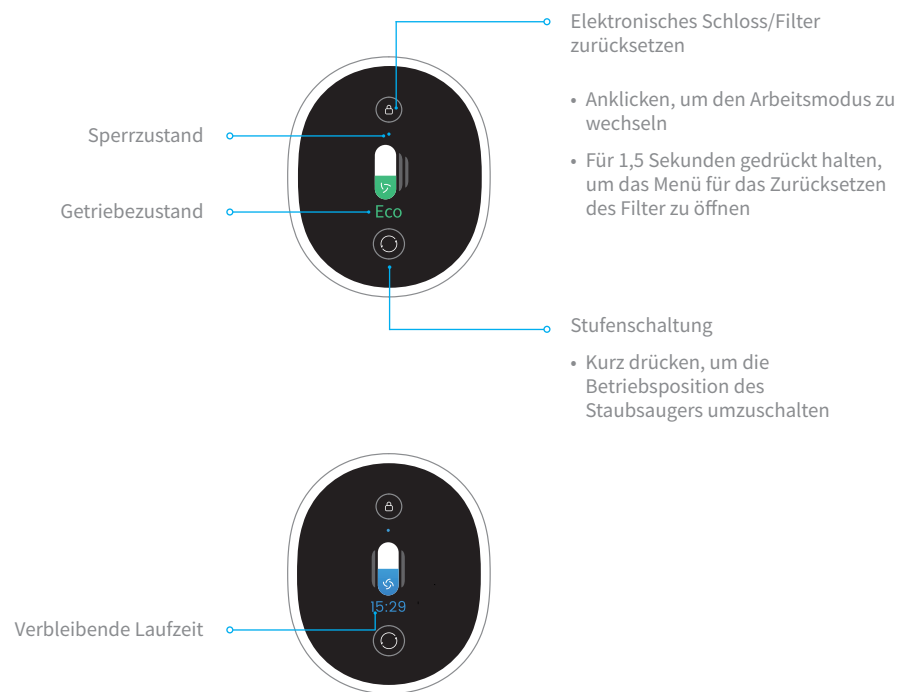 Elektronisches Schloss/Filter
zurücksetzen
• Anklicken, um den Arbeitsmodus zu
wechseln
• Für 1,5 Sekunden gedrückt halten,
um das Menü für das Zurücksetzen
des Filter zu öffnen
Sperrzustand
Getriebezustand
Eco
Stufenschaltung
• Kurz drücken, um die
Betriebsposition des
Staubsaugers umzuschalten
15:29
Verbleibende Laufzeit